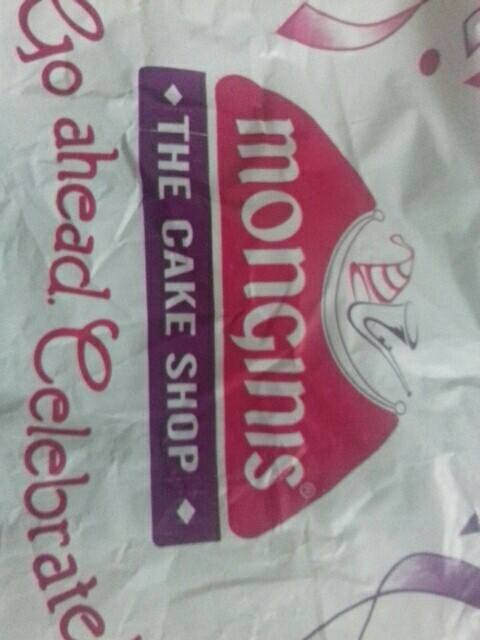 monginis®
THE CAKE SHOP
Go ahead. Celebrate